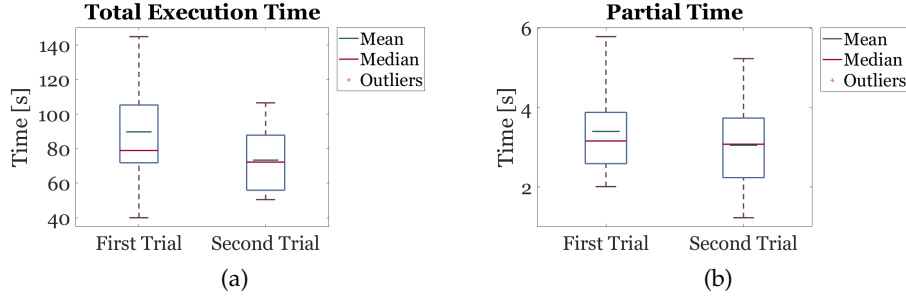 Total Execution Time
Time [s]
140
120
100
80
60
40
First Trial
Second Trial
Mean
Median
Outliers
(a)
Partial Time
Time [s]
6
4
2
First Trial
Second Trial
Mean
Median
Outliers
(b)